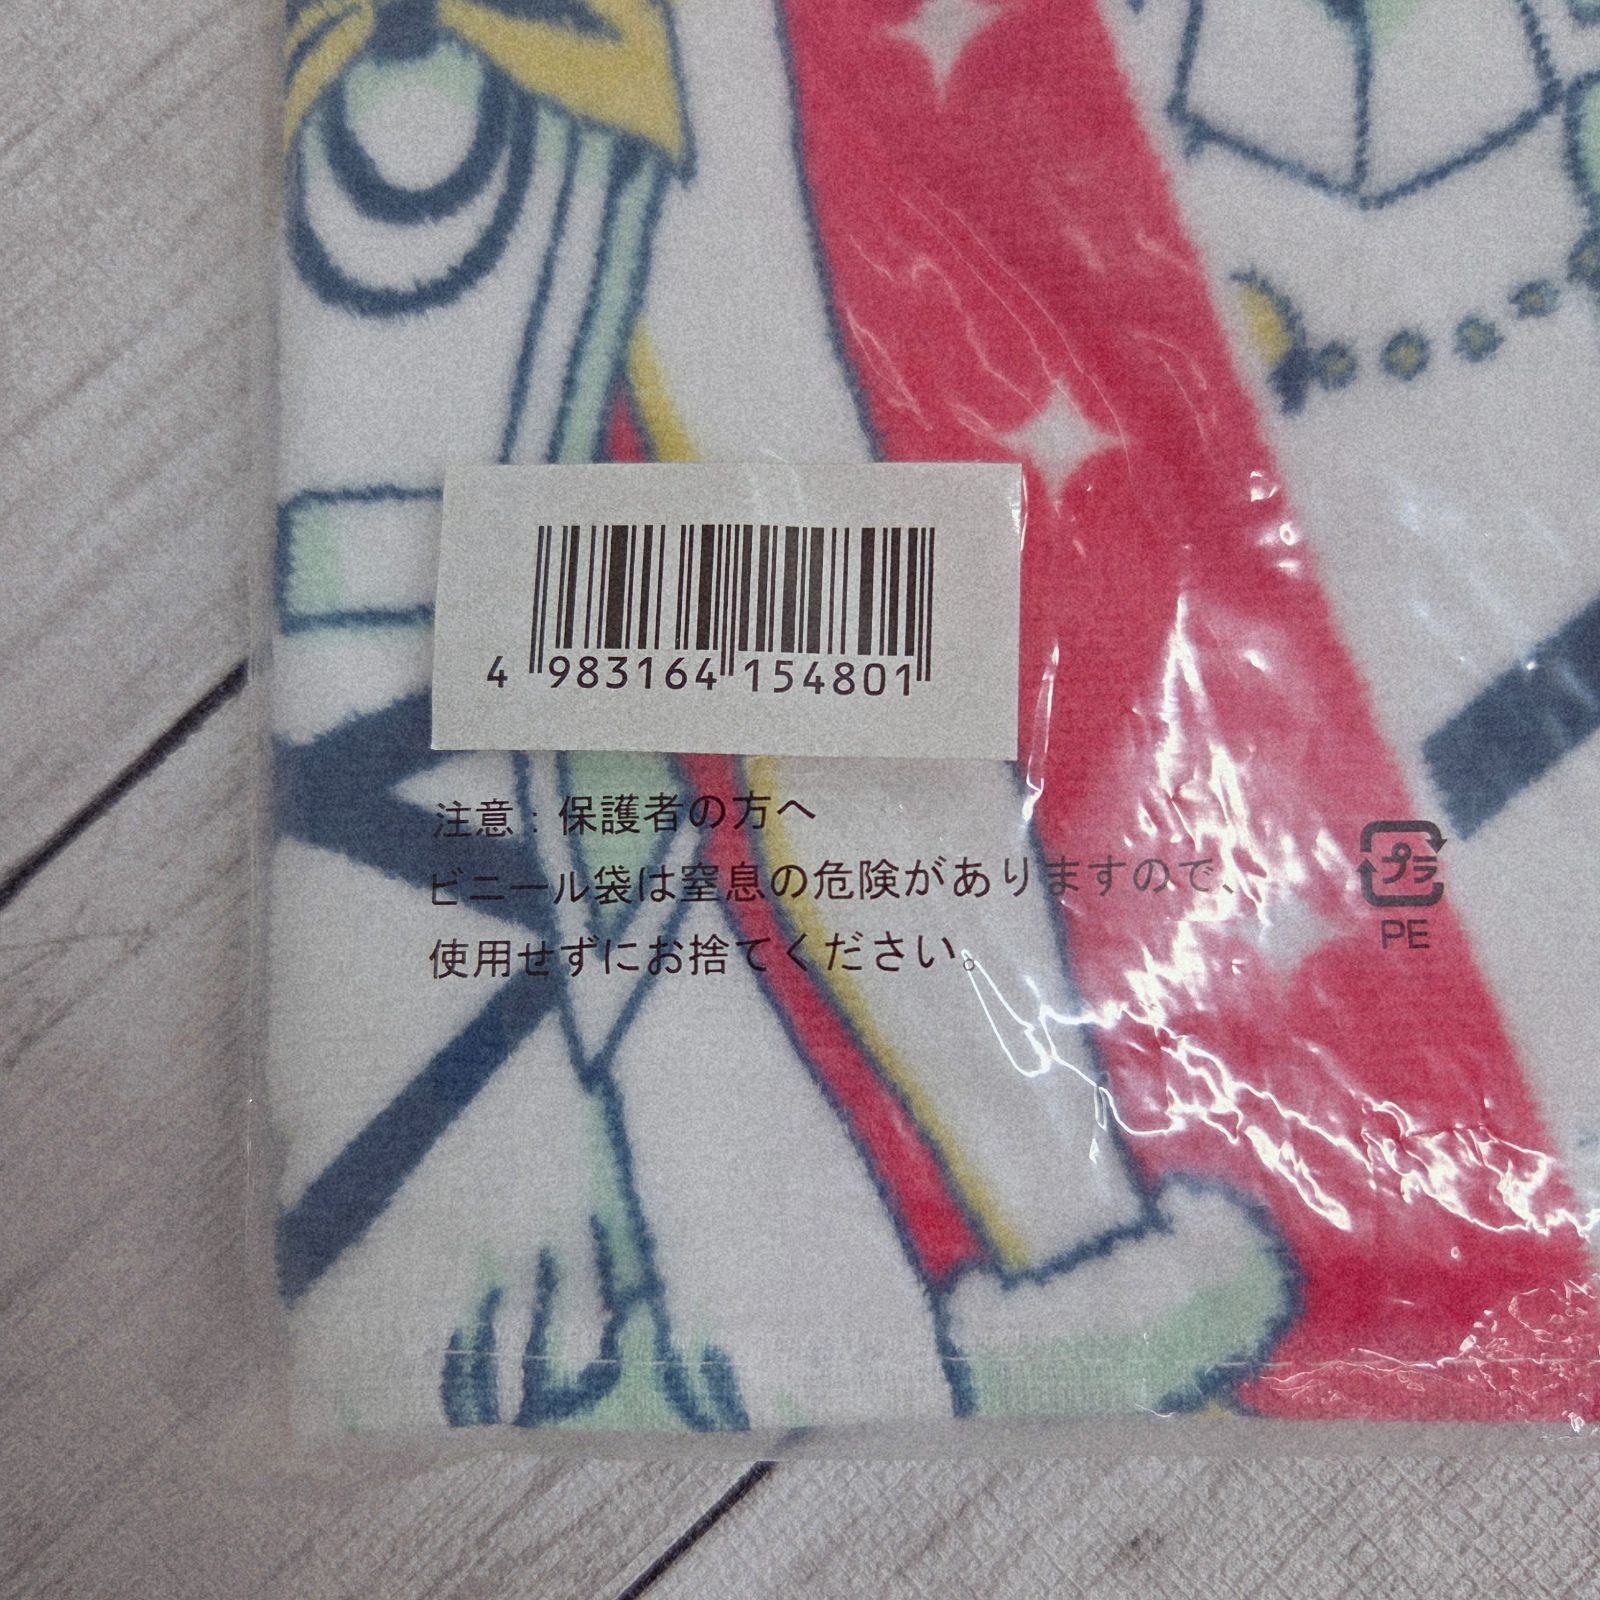 4 983164 154801
注意：保護者の方へ
ビニール袋は窒息の危険がありますので、
使用せずにお捨てください。
プラ
PE